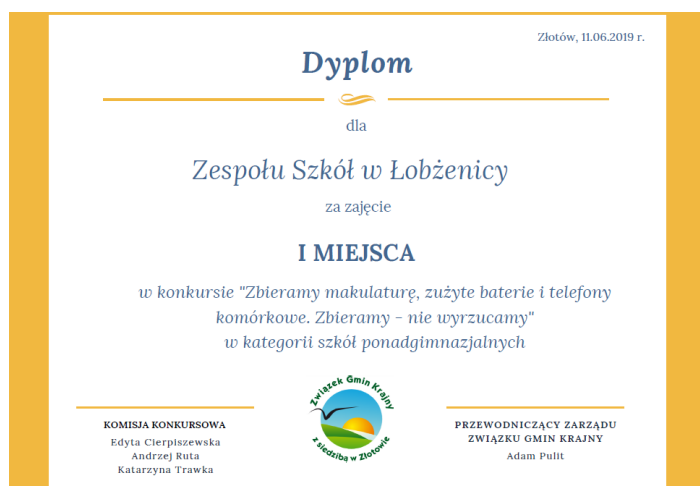 Złotów, 11.06.2019 r.
Dyplom
dla
Zespołu Szkół w Łobżenicy
za zajęcie
I MIEJSCA
w konkursie "Zbieramy makulaturę, zużyte baterie i telefony
komórkowe. Zbieramy - nie wyrzucamy"
w kategorii szkół ponadgimnazjalnych
KOMISJA KONKURSOWA
Edyta Cierpiszewska
Andrzej Ruta
Katarzyna Trawka
Związek Gmin Krajny
z siedzibą w Złotowie
PRZEWODNICZĄCY ZARZĄDU
ZWIĄZKU GMIN KRAJNY
Adam Pulit